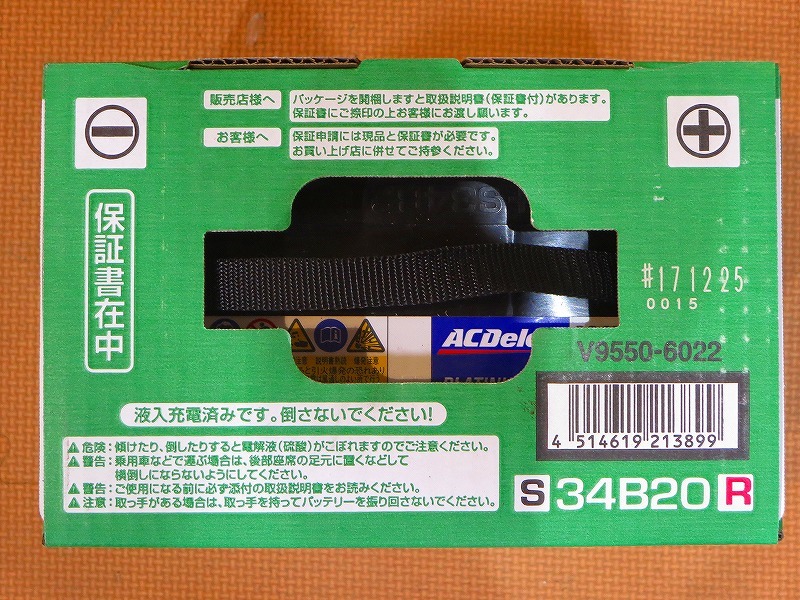 販売店様へ
パッケージを開梱しますと取扱説明書(保証書付)があります。
保証書にご捺印の上お客様にお渡し願います。
お客様へ
保証申請には現品と保証書が必要です。
お買い上げ店に併せてご持参ください。
保証書在中
S34B
#171225
0015
説明書熟読 爆発注意
ACDelc
V9550-6022
液入充電済みです。倒さないでください!
4 514619 213899
危険:傾けたり、倒したりすると電解液(硫酸)がこぼれますのでご注意ください。
警告:乗用車などで運ぶ場合は、後部座席の足元に置くなどして
横倒しにならないようにしてください。
警告:ご使用になる前に必ず添付の取扱説明書をお読みください。
注意:取っ手がある場合は、取っ手を持ってバッテリーを振り回さないでください。
S 34B20 R